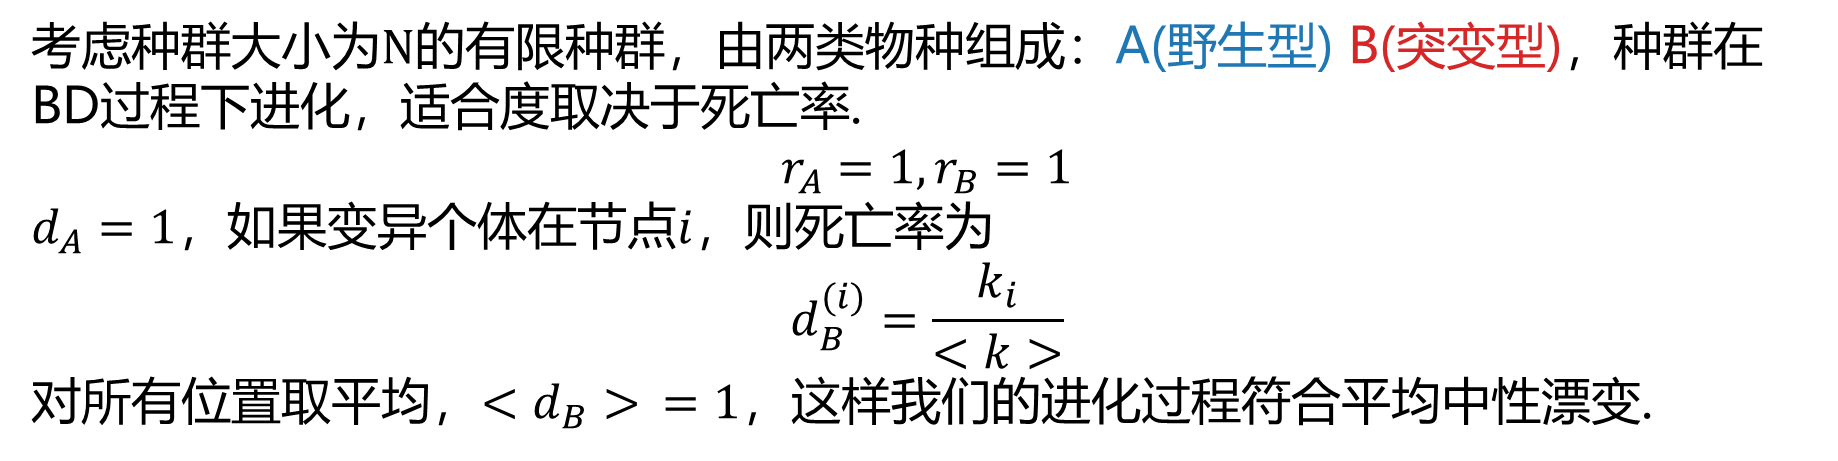 考虑种群大小为N的有限种群，由两类物种组成：A(野生型) B(突变型)，种群在
BD过程下进化，适合度取决于死亡率.
r_A = 1, r_B = 1
d_A = 1，如果变异个体在节点i，则死亡率为
d_B^{(i)} = \frac{k_i}{<k>}
对所有位置取平均，< d_B > = 1，这样我们的进化过程符合平均中性漂变.